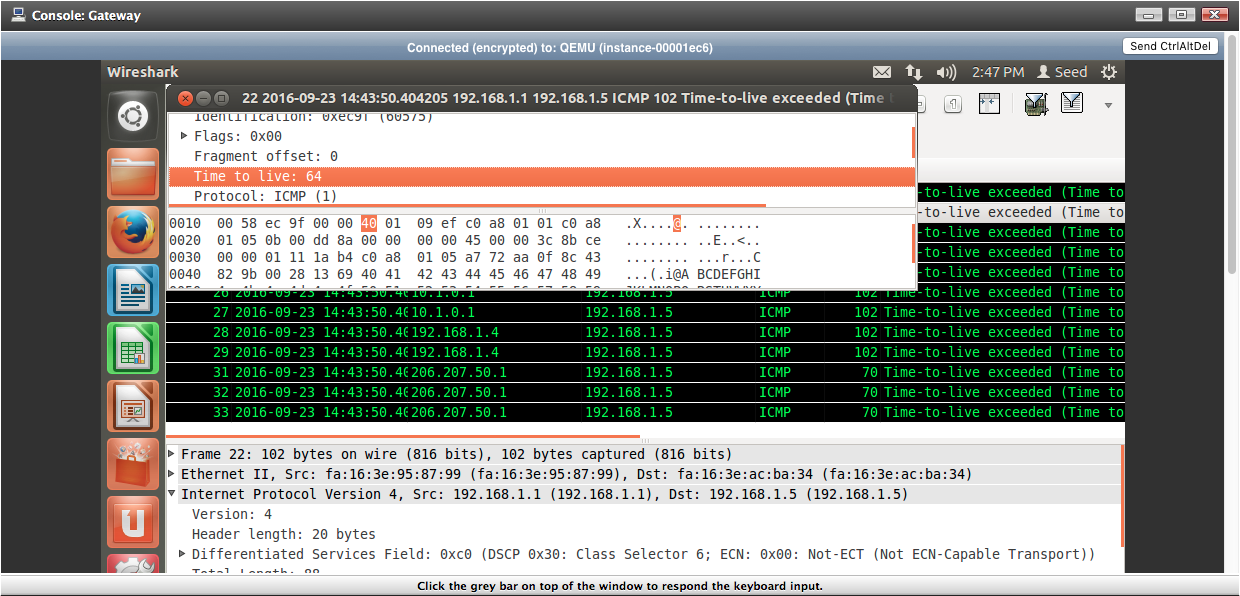 Console: Gateway
Connected (encrypted) to: QEMU (instance-00001ec6)
Send CtrlAltDel
Wireshark
2:47 PM Seed
22 2016-09-23 14:43:50.404205 192.168.1.1 192.168.1.5 ICMP 102 Time-to-live exceeded (Time
Identification: 0xec9f (60575)
Flags: 0x00
Fragment offset: 0
Time to live: 64
Protocol: ICMP (1)
-to-live exceeded (Time to
-to-live exceeded (Time to
-to-live exceeded (Time to
-to-live exceeded (Time to
-to-live exceeded (Time to
0010 00 58 ec 9f 00 00 40 01 09 ef c0 a8 01 01 c0 a8 .X....@. ........
0020 01 05 0b 00 dd 8a 00 00 00 00 45 00 00 3c 8b ce ........ ..E..<..
0030 00 00 01 11 1a b4 c0 a8 01 05 a7 72 aa 0f 8c 43 ........ ...r...C
0040 82 9b 00 28 13 69 40 41 42 43 44 45 46 47 48 49 ...(.i@A BCDEFGHI
26 2016-09-23 14:43:50.40 10.1.0.1 192.168.1.5 ICMP 102 Time-to-live exceeded (Time to
27 2016-09-23 14:43:50.40 10.1.0.1 192.168.1.5 ICMP 102 Time-to-live exceeded (Time to
28 2016-09-23 14:43:50.40 192.168.1.4 192.168.1.5 ICMP 102 Time-to-live exceeded (Time to
29 2016-09-23 14:43:50.40 192.168.1.4 192.168.1.5 ICMP 102 Time-to-live exceeded (Time to
31 2016-09-23 14:43:50.40 206.207.50.1 192.168.1.5 ICMP 70 Time-to-live exceeded (Time to
32 2016-09-23 14:43:50.40 206.207.50.1 192.168.1.5 ICMP 70 Time-to-live exceeded (Time to
33 2016-09-23 14:43:50.40 206.207.50.1 192.168.1.5 ICMP 70 Time-to-live exceeded (Time to
Frame 22: 102 bytes on wire (816 bits), 102 bytes captured (816 bits)
Ethernet II, Src: fa:16:3e:95:87:99 (fa:16:3e:95:87:99), Dst: fa:16:3e:ac:ba:34 (fa:16:3e:ac:ba:34)
Internet Protocol Version 4, Src: 192.168.1.1 (192.168.1.1), Dst: 192.168.1.5 (192.168.1.5)
Version: 4
Header length: 20 bytes
Differentiated Services Field: 0xc0 (DSCP 0x30: Class Selector 6; ECN: 0x00: Not-ECT (Not ECN-Capable Transport))
Total Length: 88
Click the grey bar on top of the window to respond the keyboard input.